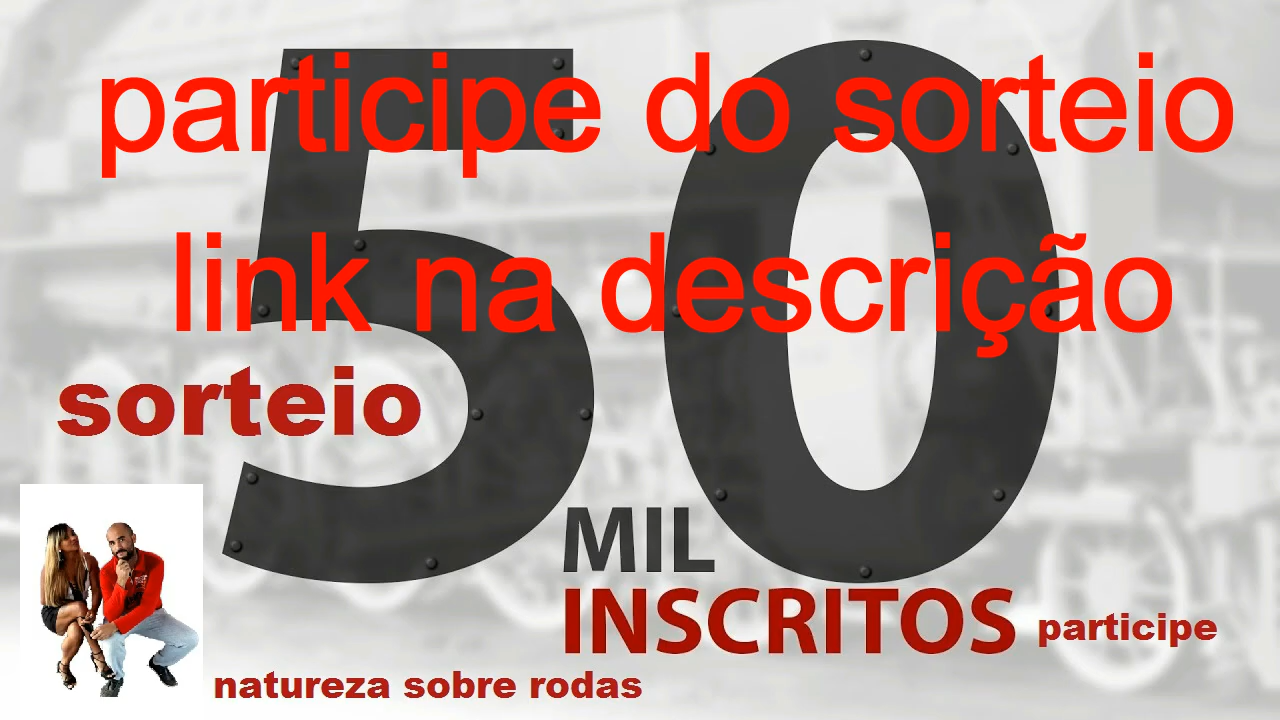 participe do sorteio
link na descrição
sorteio
50
MIL
INSCRITOS
participe
natureza sobre rodas